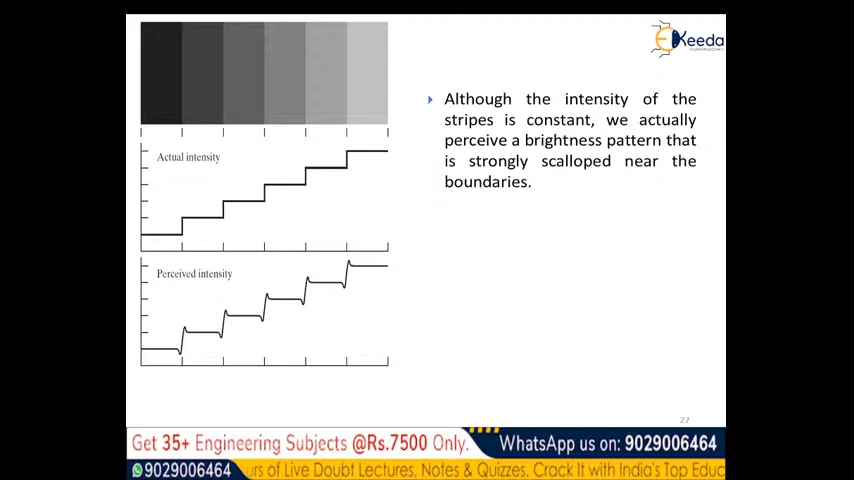 Keeda
Although the intensity of the
stripes is constant, we actually
perceive a brightness pattern that
is strongly scalloped near the
boundaries.
Actual intensity
Perceived intensity
27
Get 35+ Engineering Subjects @Rs.7500 Only.
WhatsApp us on: 9029006464
9029006464
urs of Live Doubt Lectures, Notes & Quizzes. Crack It with India's Top Educ